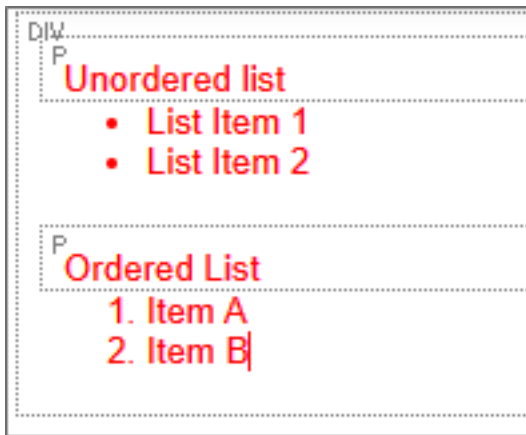 DIV
P
Unordered list
• List Item 1
• List Item 2
P
Ordered List
1. Item A
2. Item B